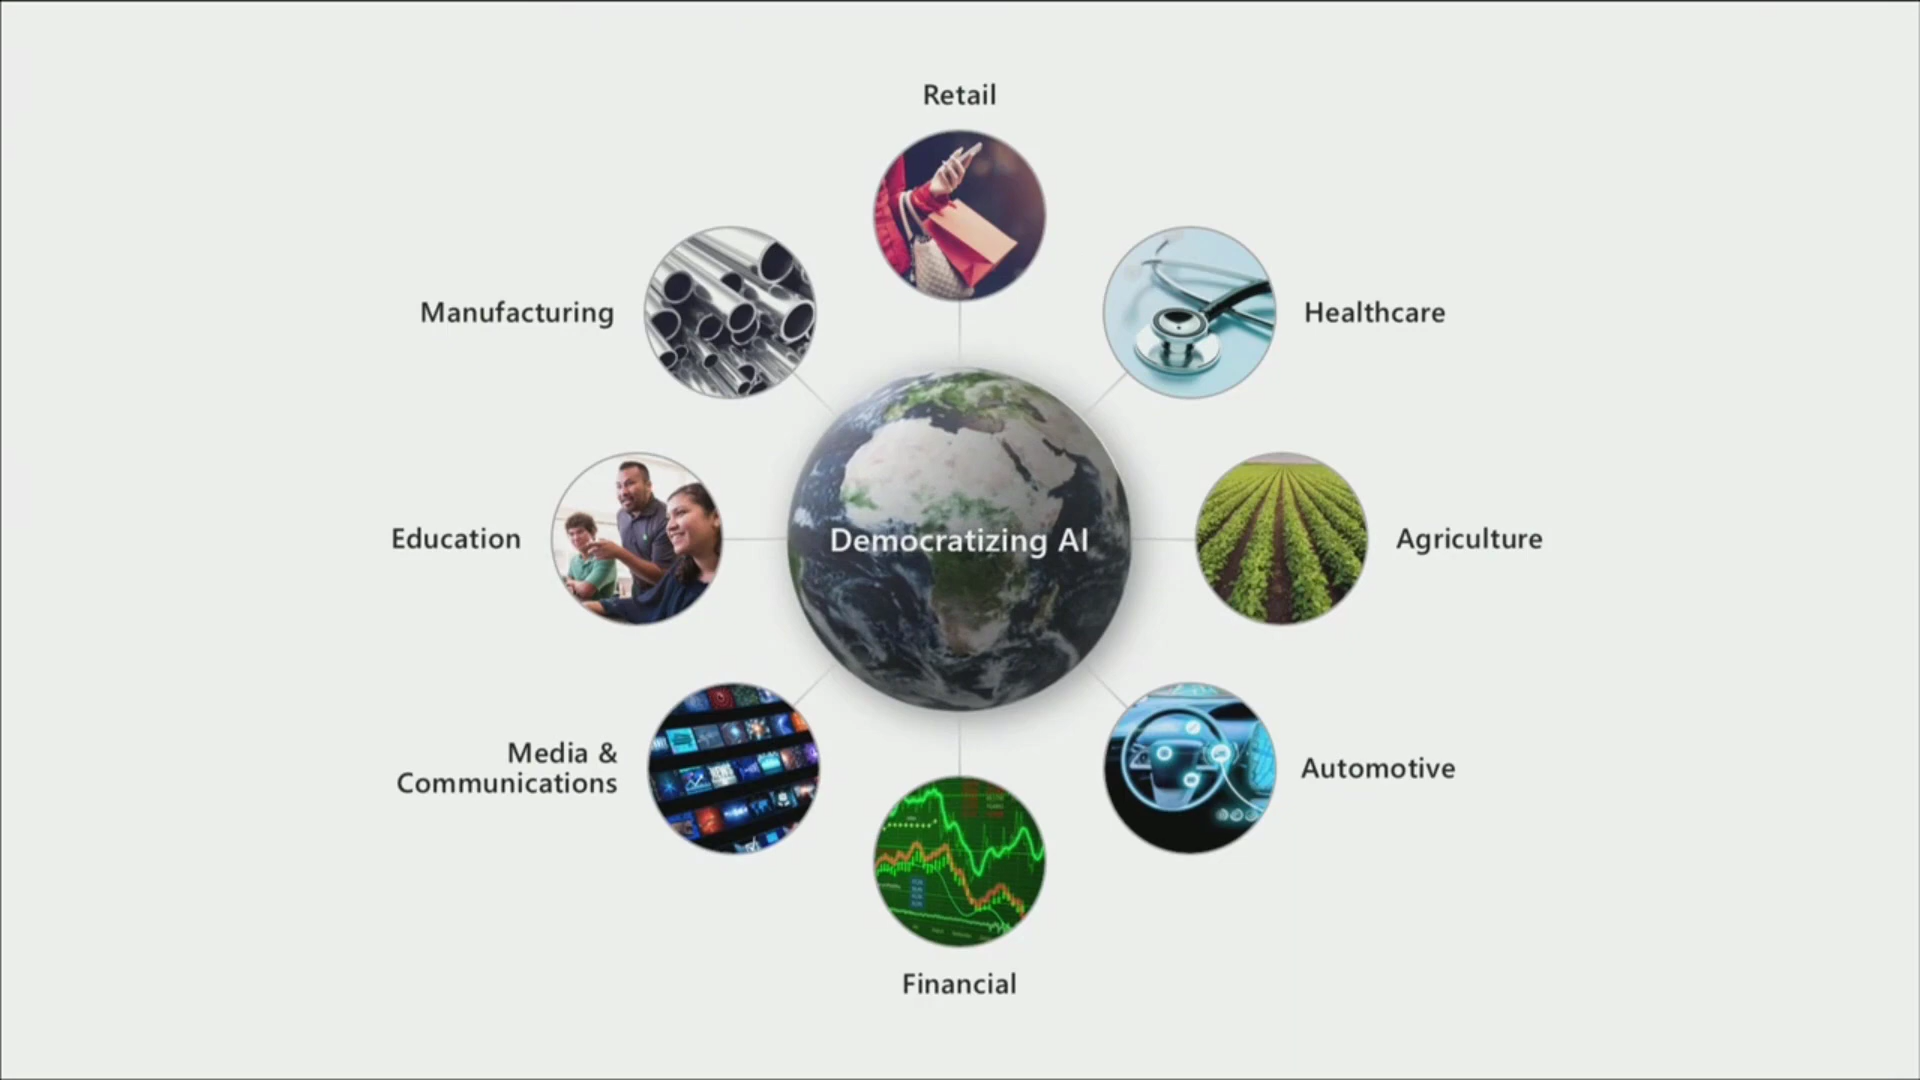 Retail
Manufacturing
Healthcare
Education
Democratizing AI
Agriculture
Media &
Communications
Automotive
Financial